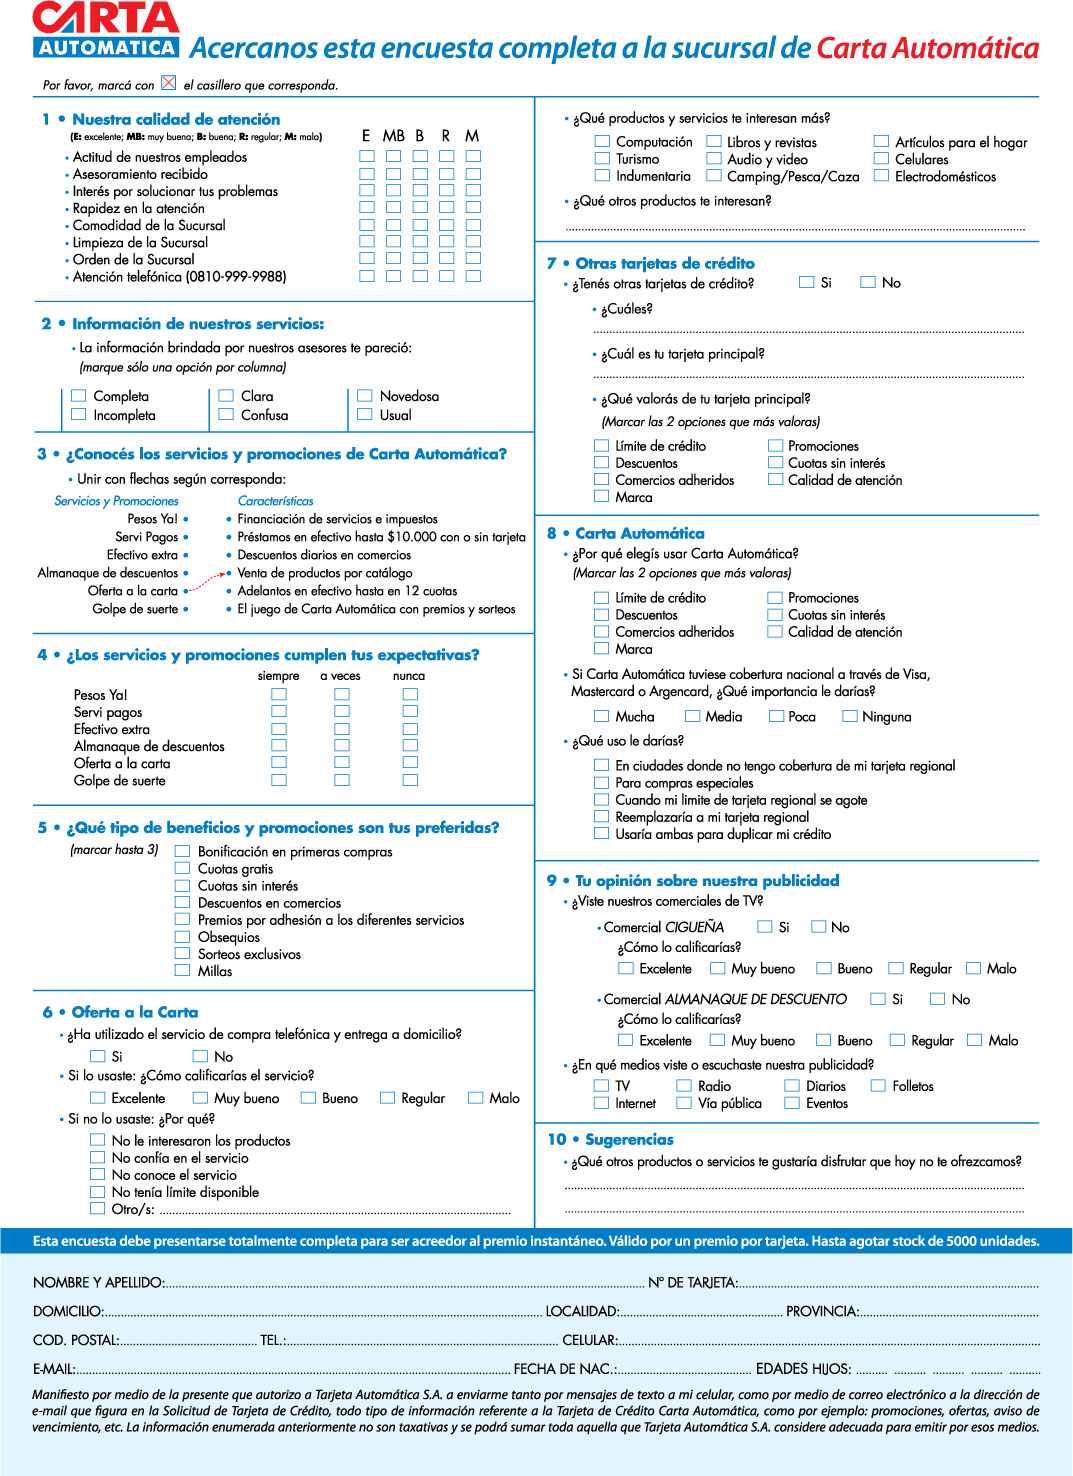 CARTA
AUTOMATICA
Acercanos esta encuesta completa a la sucursal de Carta Automática
Por favor, marcá con ☒ el casillero que corresponda.
1 • Nuestra calidad de atención
(E: excelente; MB: muy buena; B: buena; R: regular; M: mala) E MB B R M
• Actitud de nuestros empleados
• Asesoramiento recibido
• Interés por solucionar tus problemas
• Rapidez en la atención
• Comodidad de la Sucursal
• Limpieza de la Sucursal
• Orden de la Sucursal
• Atención telefónica (0810-999-9988)
2 • Información de nuestros servicios:
• La información brindada por nuestros asesores te pareció:
(marque sólo una opción por columna)
Completa Clara Novedosa
Incompleta Confusa Usual
3 • ¿Conocés los servicios y promociones de Carta Automática?
• Unir con flechas según corresponda:
Servicios y Promociones Características
Pesos Ya! • • Financiación de servicios e impuestos
Servi Pagos • • Préstamos en efectivo hasta $10.000 con o sin tarjeta
Efectivo extra • • Descuentos diarios en comercios
Almanaque de descuentos • • Venta de productos por catálogo
Oferta a la carta • • Adelantos en efectivo hasta en 12 cuotas
Golpe de suerte • • El juego de Carta Automática con premios y sorteos
4 • ¿Los servicios y promociones cumplen tus expectativas?
siempre a veces nunca
Pesos Ya!
Servi pagos
Efectivo extra
Almanaque de descuentos
Oferta a la carta
Golpe de suerte
5 • ¿Qué tipo de beneficios y promociones son tus preferidas?
(marcar hasta 3) Bonificación en primeras compras
Cuotas gratis
Cuotas sin interés
Descuentos en comercios
Premios por adhesión a los diferentes servicios
Obsequios
Sorteos exclusivos
Millas
6 • Oferta a la Carta
• ¿Ha utilizado el servicio de compra telefónica y entrega a domicilio?
Si No
• Si lo usaste: ¿Cómo calificarías el servicio?
Excelente Muy bueno Bueno Regular Malo
• Si no lo usaste: ¿Por qué?
No le interesaron los productos
No confía en el servicio
No conoce el servicio
No tenía límite disponible
Otro/s:
• ¿Qué productos y servicios te interesan más?
Computación Libros y revistas Artículos para el hogar
Turismo Audio y video Celulares
Indumentaria Camping/Pesca/Caza Electrodomésticos
• ¿Qué otros productos te interesan?
7 • Otras tarjetas de crédito
• ¿Tenés otras tarjetas de crédito? Si No
• ¿Cuáles?
• ¿Cuál es tu tarjeta principal?
• ¿Qué valorás de tu tarjeta principal?
(Marcar las 2 opciones que más valoras)
Límite de crédito Promociones
Descuentos Cuotas sin interés
Comercios adheridos Calidad de atención
Marca
8 • Carta Automática
• ¿Por qué elegís usar Carta Automática?
(Marcar las 2 opciones que más valoras)
Límite de crédito Promociones
Descuentos Cuotas sin interés
Comercios adheridos Calidad de atención
Marca
• Si Carta Automática tuviese cobertura nacional a través de Visa,
Mastercard o Argencard, ¿Qué importancia le darías?
Mucha Media Poca Ninguna
• ¿Qué uso le darías?
En ciudades donde no tengo cobertura de mi tarjeta regional
Para compras especiales
Cuando mi limite de tarjeta regional se agote
Reemplazaría a mi tarjeta regional
Usaría ambas para duplicar mi crédito
9 • Tu opinión sobre nuestra publicidad
• ¿Viste nuestros comerciales de TV?
• Comercial CIGUEÑA Si No
¿Cómo lo calificarías?
Excelente Muy bueno Bueno Regular Malo
• Comercial ALMANAQUE DE DESCUENTO Si No
¿Cómo lo calificarías?
Excelente Muy bueno Bueno Regular Malo
• ¿En qué medios viste o escuchaste nuestra publicidad?
TV Radio Diarios Folletos
Internet Vía pública Eventos
10 • Sugerencias
• ¿Qué otros productos o servicios te gustaría disfrutar que hoy no te ofrezcamos?
Esta encuesta debe presentarse totalmente completa para ser acreedor al premio instantáneo. Válido por un premio por tarjeta. Hasta agotar stock de 5000 unidades.
NOMBRE Y APELLIDO: Nº DE TARJETA:
DOMICILIO: LOCALIDAD: PROVINCIA:
COD. POSTAL: TEL.: CELULAR:
E-MAIL: FECHA DE NAC.: EDADES HIJOS:
Manifiesto por medio de la presente que autorizo a Tarjeta Automática S.A. a enviarme tanto por mensajes de texto a mi celular, como por medio de correo electrónico a la dirección de
e-mail que figura en la Solicitud de Tarjeta de Crédito, todo tipo de información referente a la Tarjeta de Crédito Carta Automática, como por ejemplo: promociones, ofertas, aviso de
vencimiento, etc. La información enumerada anteriormente no son taxativas y se podrá sumar toda aquella que Tarjeta Automática S.A. considere adecuada para emitir por esos medios.